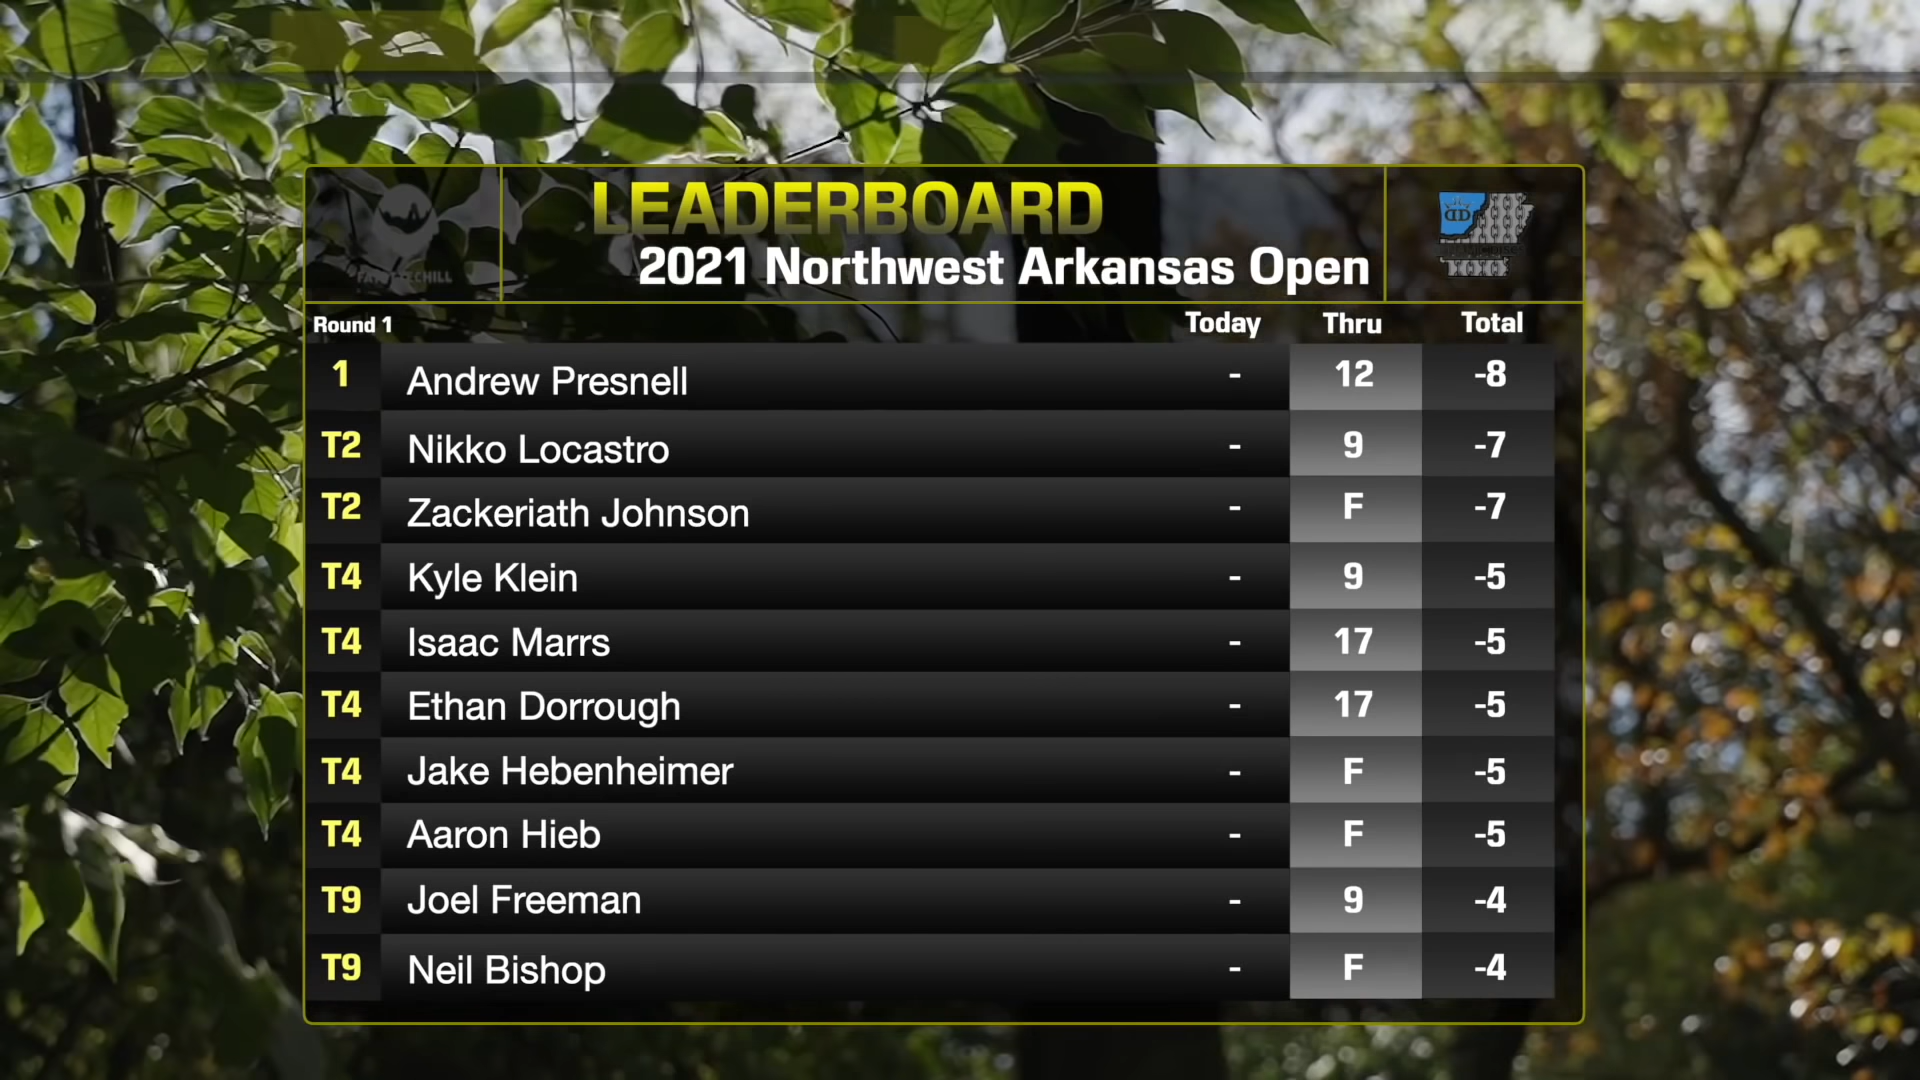 LEADERBOARD
2021 Northwest Arkansas Open
Round 1 Today Thru Total
1 Andrew Presnell - 12 -8
T2 Nikko Locastro - 9 -7
T2 Zackeriath Johnson - F -7
T4 Kyle Klein - 9 -5
T4 Isaac Marrs - 17 -5
T4 Ethan Dorrough - 17 -5
T4 Jake Hebenheimer - F -5
T4 Aaron Hieb - F -5
T9 Joel Freeman - 9 -4
T9 Neil Bishop - F -4